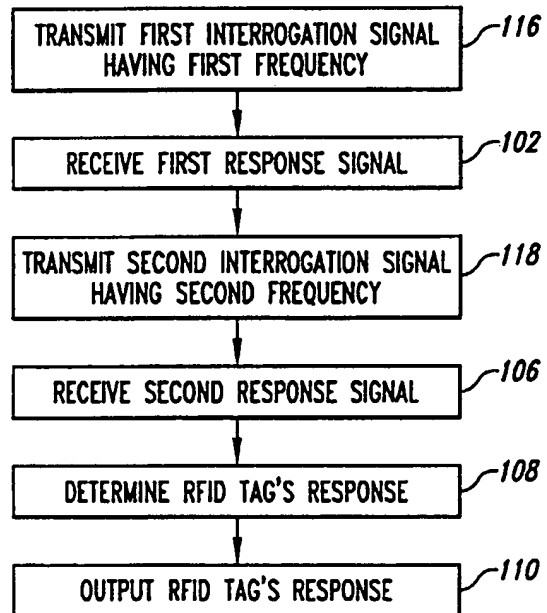 TRANSMIT FIRST INTERROGATION SIGNAL
HAVING FIRST FREQUENCY
116
RECEIVE FIRST RESPONSE SIGNAL
102
TRANSMIT SECOND INTERROGATION SIGNAL
HAVING SECOND FREQUENCY
118
RECEIVE SECOND RESPONSE SIGNAL
106
DETERMINE RFID TAG'S RESPONSE
108
OUTPUT RFID TAG'S RESPONSE
110